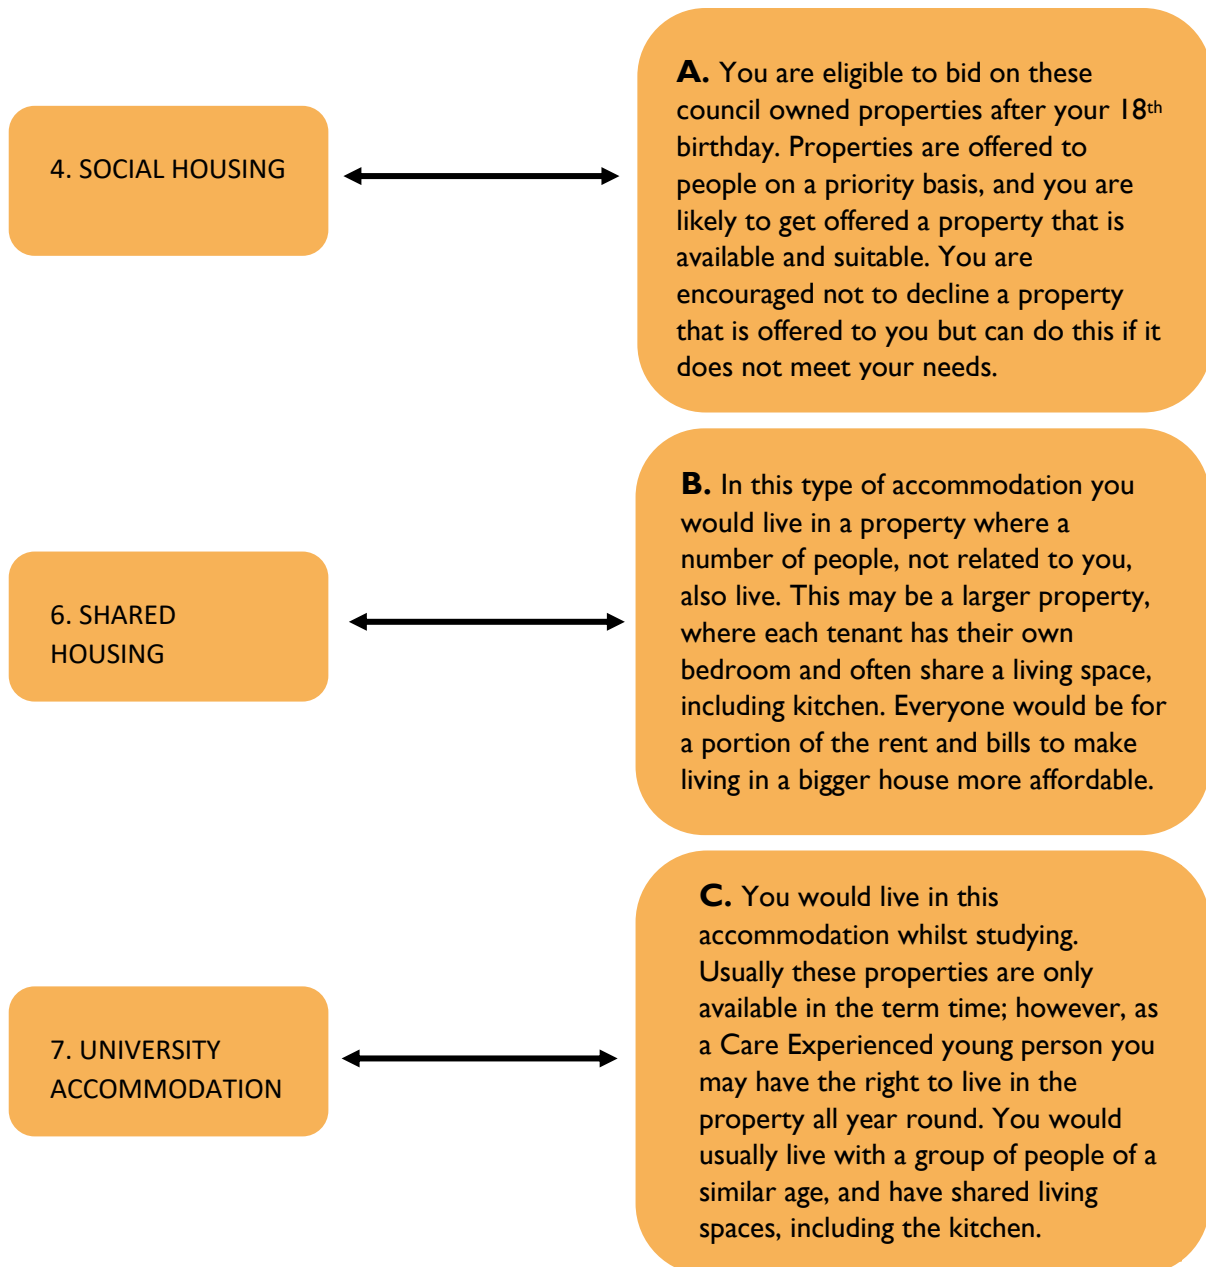 4. SOCIAL HOUSING
A. You are eligible to bid on these
council owned properties after your 18th
birthday. Properties are offered to
people on a priority basis, and you are
likely to get offered a property that is
available and suitable. You are
encouraged not to decline a property
that is offered to you but can do this if it
does not meet your needs.
6. SHARED
HOUSING
B. In this type of accommodation you
would live in a property where a
number of people, not related to you,
also live. This may be a larger property,
where each tenant has their own
bedroom and often share a living space,
including kitchen. Everyone would be for
a portion of the rent and bills to make
living in a bigger house more affordable.
7. UNIVERSITY
ACCOMMODATION
C. You would live in this
accommodation whilst studying.
Usually these properties are only
available in the term time; however, as
a Care Experienced young person you
may have the right to live in the
property all year round. You would
usually live with a group of people of a
similar age, and have shared living
spaces, including the kitchen.